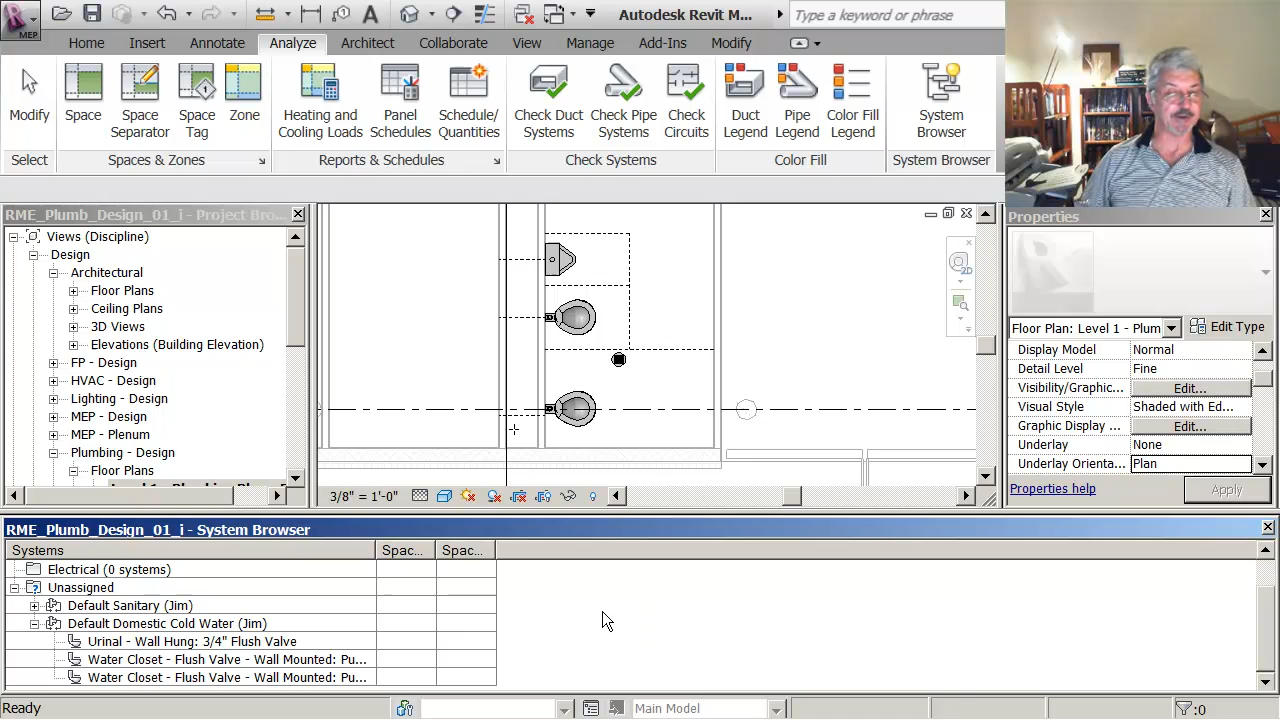 Autodesk Revit M...
Type a keyword or phrase
MEP
Home Insert Annotate Analyze Architect Collaborate View Manage Add-Ins Modify
Modify Space Space Separator Space Tag Zone Heating and Cooling Loads Panel Schedules Schedule/ Quantities Check Duct Systems Check Pipe Systems Check Circuits Duct Legend Pipe Legend Color Fill Legend System Browser
Select Spaces & Zones Reports & Schedules Check Systems Color Fill System Browser
RME_Plumb_Design_01_i - Project Bro...
Views (Discipline)
Design
Architectural
Floor Plans
Ceiling Plans
3D Views
Elevations (Building Elevation)
FP - Design
HVAC - Design
Lighting - Design
MEP - Design
MEP - Plenum
Plumbing - Design
Floor Plans
2D
3/8" = 1'-0"
Properties
Floor Plan: Level 1 - Plum Edit Type
Display Model Normal
Detail Level Fine
Visibility/Graphic... Edit...
Visual Style Shaded with Ed...
Graphic Display ... Edit...
Underlay None
Underlay Orienta... Plan
Properties help Apply
RME_Plumb_Design_01_i - System Browser
Systems Spac... Spac...
Electrical (0 systems)
Unassigned
Default Sanitary (Jim)
Default Domestic Cold Water (Jim)
Urinal - Wall Hung: 3/4" Flush Valve
Water Closet - Flush Valve - Wall Mounted: Pu...
Water Closet - Flush Valve - Wall Mounted: Pu...
Ready Main Model :0